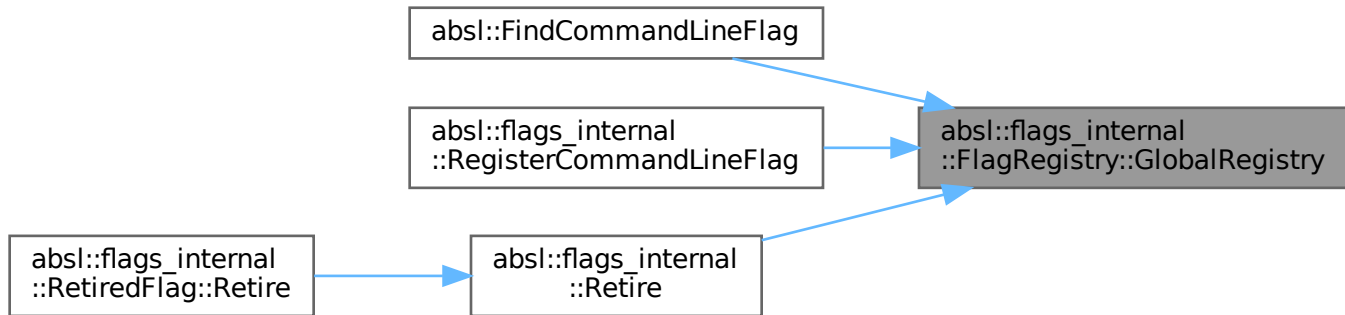 absl::FindCommandLineFlag
absl::flags_internal
::RegisterCommandLineFlag
absl::flags_internal
::FlagRegistry::GlobalRegistry
absl::flags_internal
::RetiredFlag::Retire
absl::flags_internal
::Retire